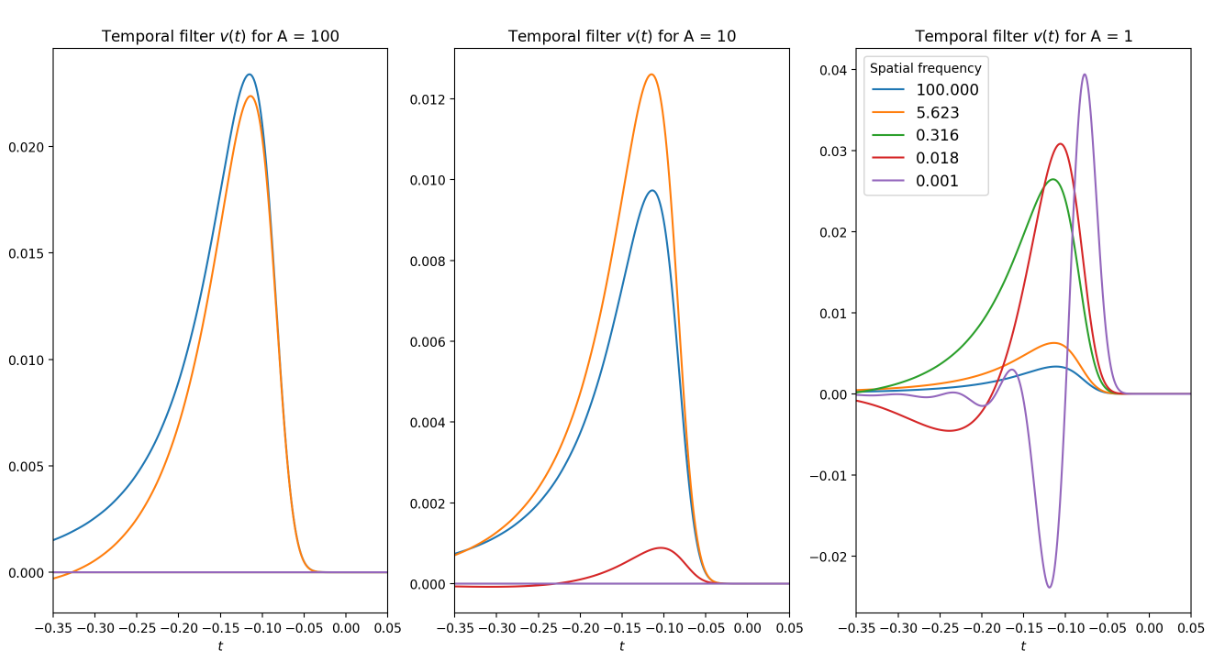 Temporal filter v(t) for A = 100
0.020
0.015
0.010
0.005
0.000
−0.35 −0.30 −0.25 −0.20 −0.15 −0.10 −0.05 0.00 0.05
t
Temporal filter v(t) for A = 10
0.012
0.010
0.008
0.006
0.004
0.002
0.000
−0.35 −0.30 −0.25 −0.20 −0.15 −0.10 −0.05 0.00 0.05
t
Temporal filter v(t) for A = 1
Spatial frequency
100.000
5.623
0.316
0.018
0.001
0.04
0.03
0.02
0.01
0.00
−0.01
−0.02
−0.35 −0.30 −0.25 −0.20 −0.15 −0.10 −0.05 0.00 0.05
t